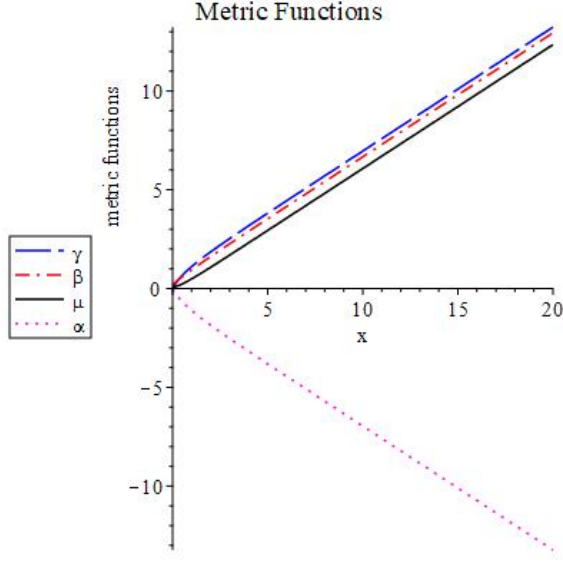 Metric Functions
metric functions
10
5
0
−5
−10
5
10
15
20
x
γ
β
μ
α